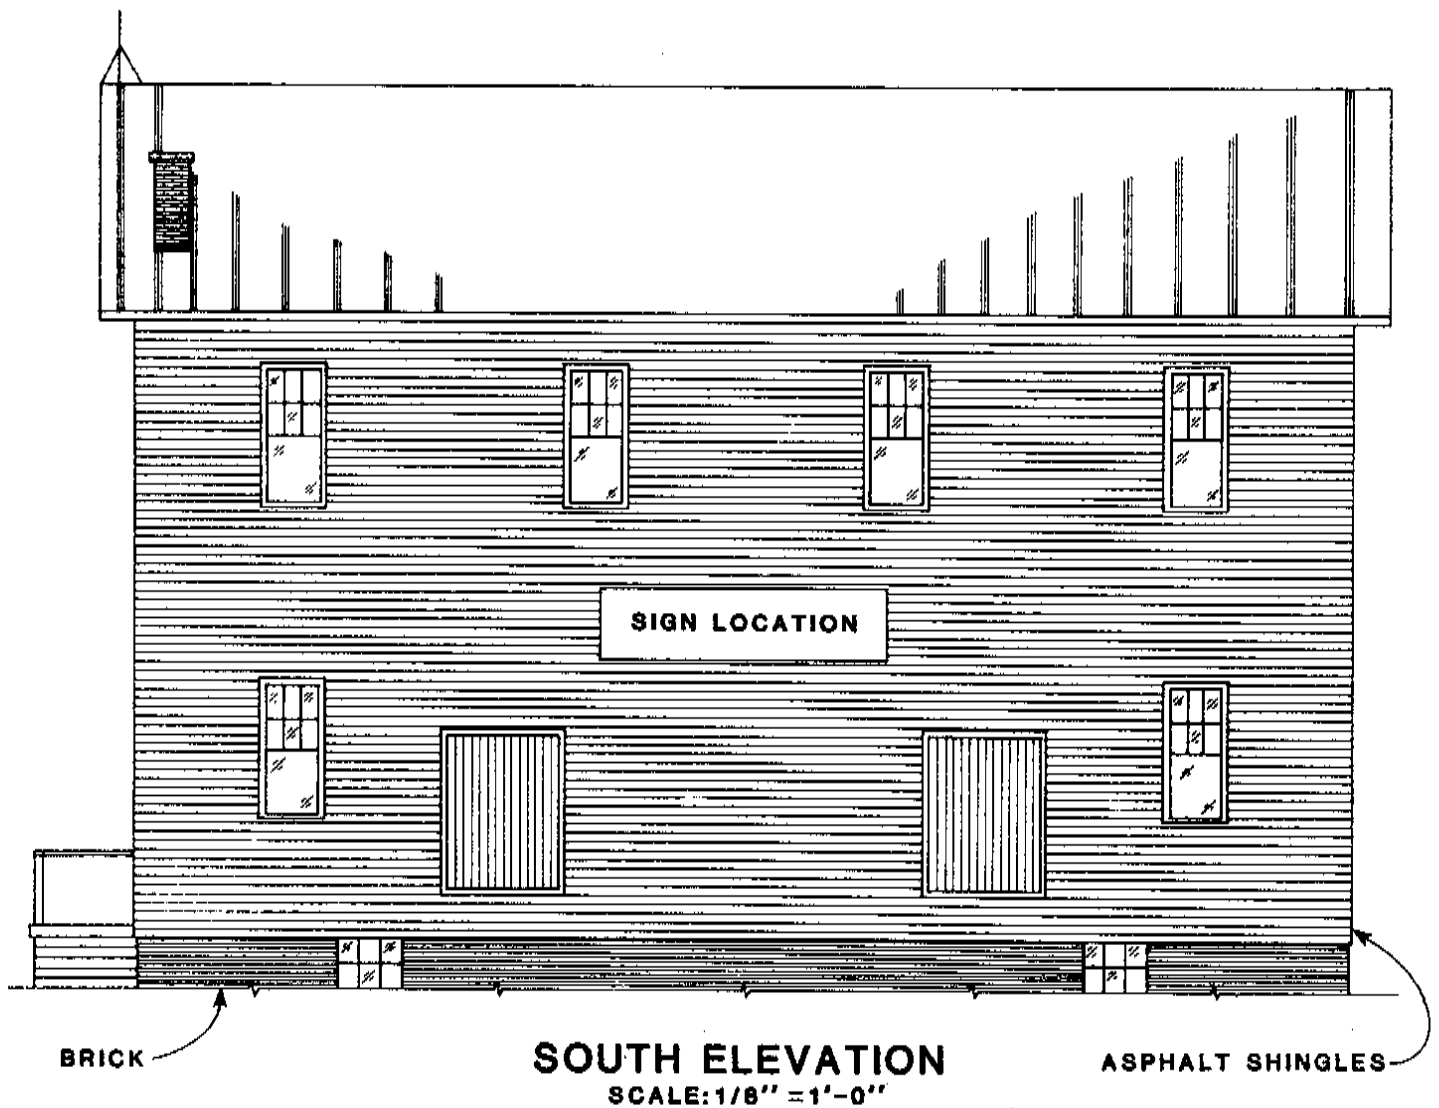 SIGN LOCATION
BRICK
SOUTH ELEVATION
ASPHALT SHINGLES
SCALE: 1/8" = 1'-0"